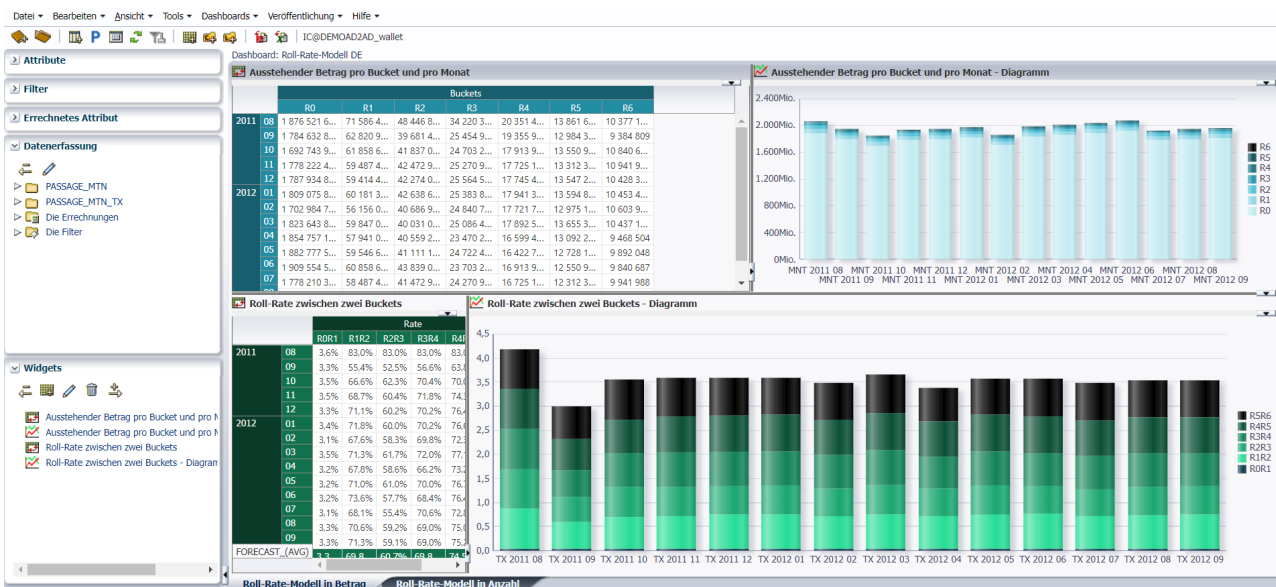 Datei Bearbeiten Ansicht Tools Dashboards Veröffentlichung Hilfe
P IC@DEMOAD2AD_wallet
Attribute
Filter
Errechnetes Attribut
Datenerfassung
PASSAGE_MTN
PASSAGE_MTN_TX
Die Errechnungen
Die Filter
Widgets
Ausstehender Betrag pro Bucket und pro M
Ausstehender Betrag pro Bucket und pro M
Roll-Rate zwischen zwei Buckets
Roll-Rate zwischen zwei Buckets - Diagram
Dashboard: Roll-Rate-Modell DE
Ausstehender Betrag pro Bucket und pro Monat
Buckets
R0 R1 R2 R3 R4 R5 R6
2011 08 1 876 521 6... 71 586 4... 48 446 8... 34 220 3... 20 351 4... 13 861 6... 10 377 1...
09 1 784 632 8... 62 820 9... 39 681 4... 25 454 9... 19 355 9... 12 984 3... 9 384 809
10 1 692 743 9... 61 858 6... 41 837 0... 24 703 2... 17 913 9... 13 550 9... 10 840 6...
11 1 778 222 4... 59 487 4... 42 472 9... 25 270 9... 17 725 1... 13 312 3... 10 941 9...
12 1 787 934 8... 59 414 4... 42 274 0... 25 564 5... 17 745 4... 13 547 2... 10 428 3...
2012 01 1 809 075 8... 60 181 3... 42 638 6... 25 383 8... 17 941 3... 13 594 8... 10 453 4...
02 1 702 984 7... 56 156 0... 40 686 9... 24 840 7... 17 721 7... 12 975 1... 10 603 9...
03 1 823 643 8... 59 847 0... 40 031 0... 25 086 4... 17 892 5... 13 655 3... 10 437 1...
04 1 854 757 1... 57 941 0... 40 559 2... 23 470 2... 16 599 4... 13 092 2... 9 468 504
05 1 882 777 5... 59 546 6... 41 111 1... 24 722 4... 16 422 7... 12 728 1... 9 892 048
06 1 909 554 5... 60 858 6... 43 839 0... 23 703 2... 16 913 9... 12 550 9... 9 840 687
07 1 778 210 3... 58 487 4... 41 472 9... 24 270 9... 16 725 1... 12 312 3... 9 941 988
Ausstehender Betrag pro Bucket und pro Monat - Diagramm
2.400Mio.
2.000Mio.
1.600Mio.
1.200Mio.
800Mio.
400Mio.
0Mio.
MNT 2011 08 MNT 2011 10 MNT 2011 12 MNT 2012 02 MNT 2012 04 MNT 2012 06 MNT 2012 08
MNT 2011 09 MNT 2011 11 MNT 2012 01 MNT 2012 03 MNT 2012 05 MNT 2012 07 MNT 2012 09
R6
R5
R4
R3
R2
R1
R0
Roll-Rate zwischen zwei Buckets
Rate
R0R1 R1R2 R2R3 R3R4
2011 08 3,6% 83.0% 83.0% 83.0%
09 3,3% 55.4% 52.5% 56.6%
10 3,5% 66.6% 62.3% 70.4%
11 3,5% 68.7% 60.4% 71.8%
12 3,3% 71.1% 60.2% 70.2%
2012 01 3,4% 71.8% 60.0% 70.2%
02 3,1% 67.6% 58.3% 69.8%
03 3,5% 71.3% 61.7% 72.0%
04 3,2% 67.8% 58.6% 66.2%
05 3,2% 71.0% 61.0% 70.0%
06 3,2% 73.6% 57.7% 68.4%
07 3,1% 68.1% 55.4% 70.6%
08 3,3% 70.6% 59.2% 69.0%
09 3,3% 71.3% 59.1% 69.0%
FORECAST_(AVG)
Roll-Rate zwischen zwei Buckets - Diagramm
4,5
4,0
3,5
3,0
2,5
2,0
1,5
1,0
0,5
0,0
TX 2011 08 TX 2011 09 TX 2011 10 TX 2011 11 TX 2011 12 TX 2012 01 TX 2012 02 TX 2012 03 TX 2012 04 TX 2012 05 TX 2012 06 TX 2012 07 TX 2012 08 TX 2012 09
R5R6
R4R5
R3R4
R2R3
R1R2
R0R1
Roll-Rate-Modell in Betrag Roll-Rate-Modell in Anzahl